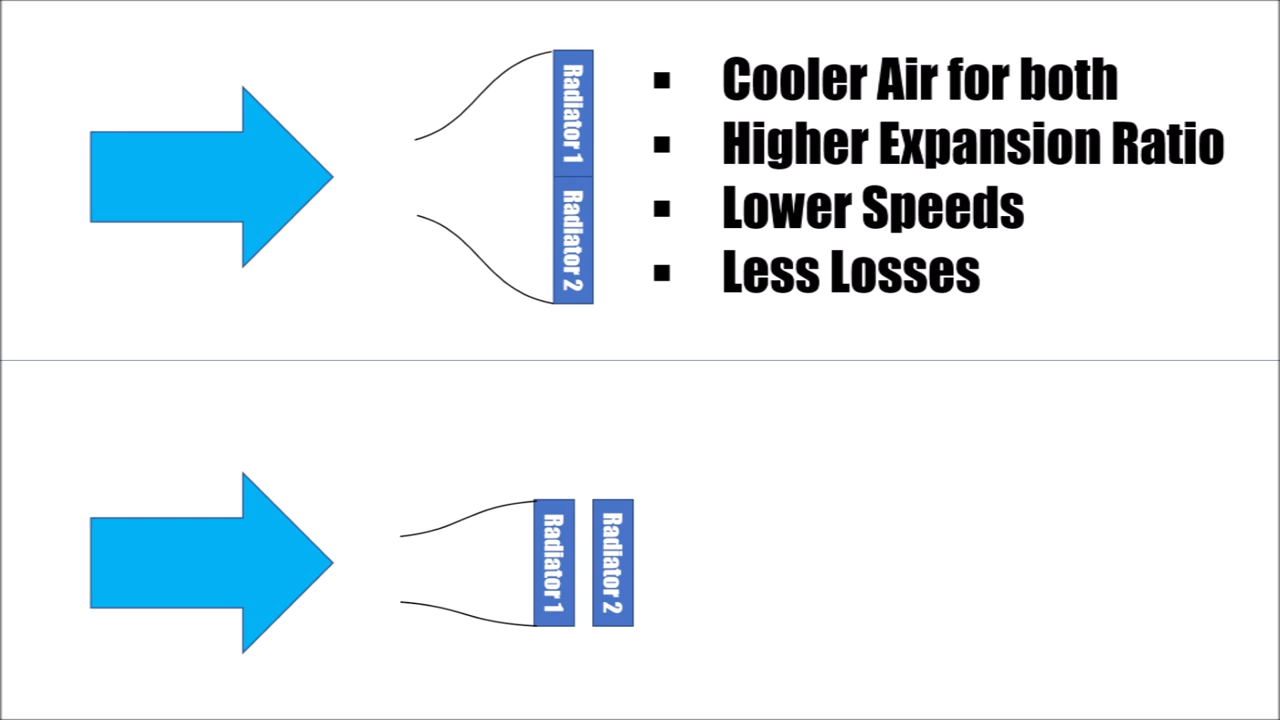 Radiator 1
Radiator 2
▪ Cooler Air for both
▪ Higher Expansion Ratio
▪ Lower Speeds
▪ Less Losses
Radiator 1
Radiator 2